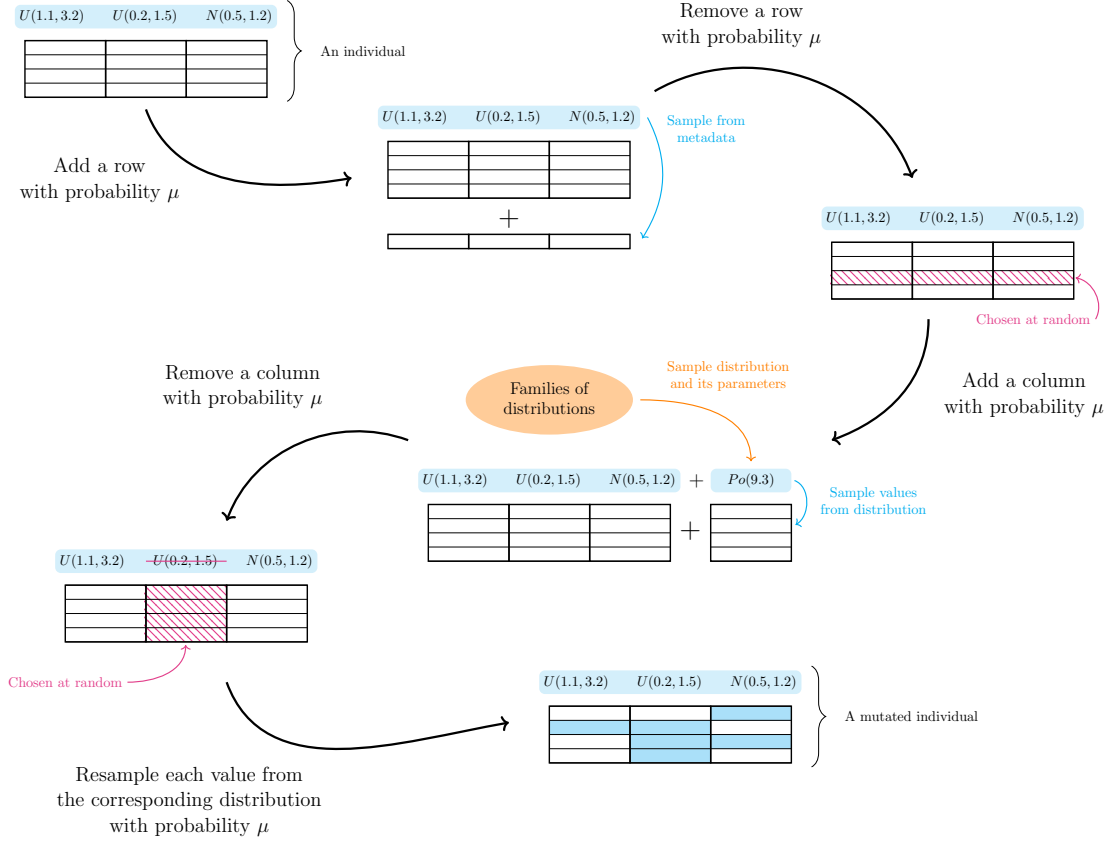 U(1.1, 3.2) U(0.2, 1.5) N(0.5, 1.2)
An individual
Add a row
with probability μ
U(1.1, 3.2) U(0.2, 1.5) N(0.5, 1.2)
+
Sample from
metadata
Remove a row
with probability μ
U(1.1, 3.2) U(0.2, 1.5) N(0.5, 1.2)
Chosen at random
Add a column
with probability μ
Families of
distributions
Sample distribution
and its parameters
U(1.1, 3.2) U(0.2, 1.5) N(0.5, 1.2) + Po(9.3)
+
Sample values
from distribution
Remove a column
with probability μ
U(1.1, 3.2) U(0.2, 1.5) N(0.5, 1.2)
Chosen at random
Resample each value from
the corresponding distribution
with probability μ
U(1.1, 3.2) U(0.2, 1.5) N(0.5, 1.2)
A mutated individual